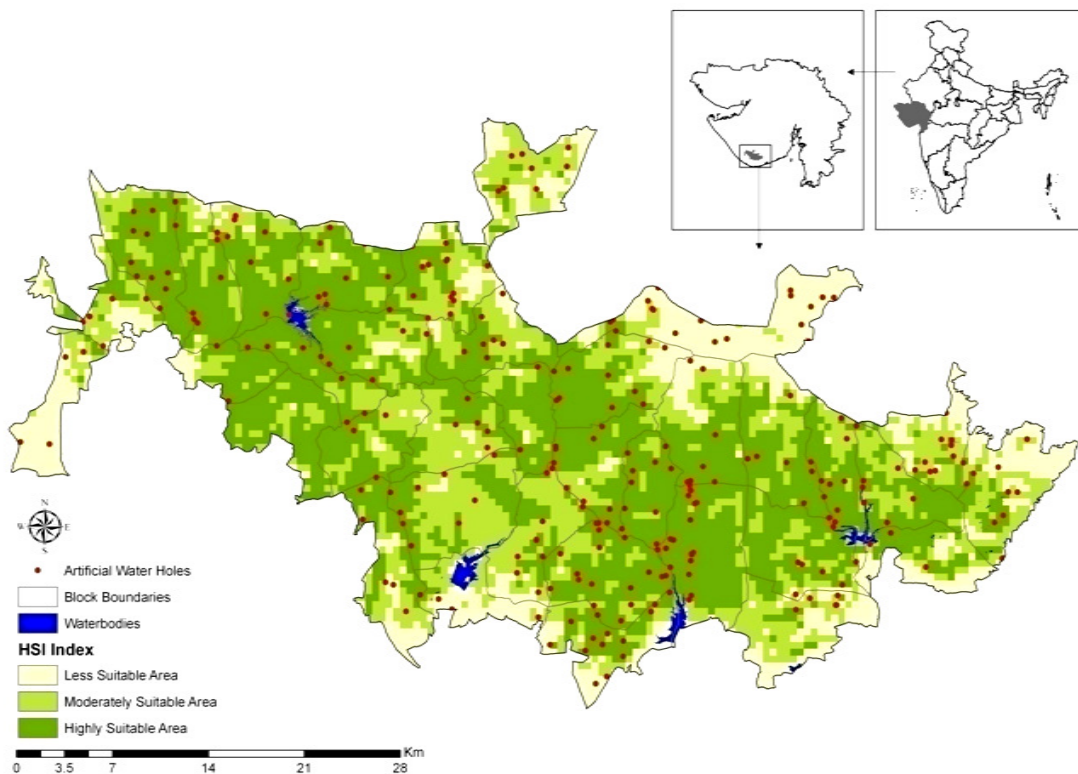 N
W E
S
Artificial Water Holes
Block Boundaries
Waterbodies
HSI Index
Less Suitable Area
Moderately Suitable Area
Highly Suitable Area
Km
0 3.5 7 14 21 28